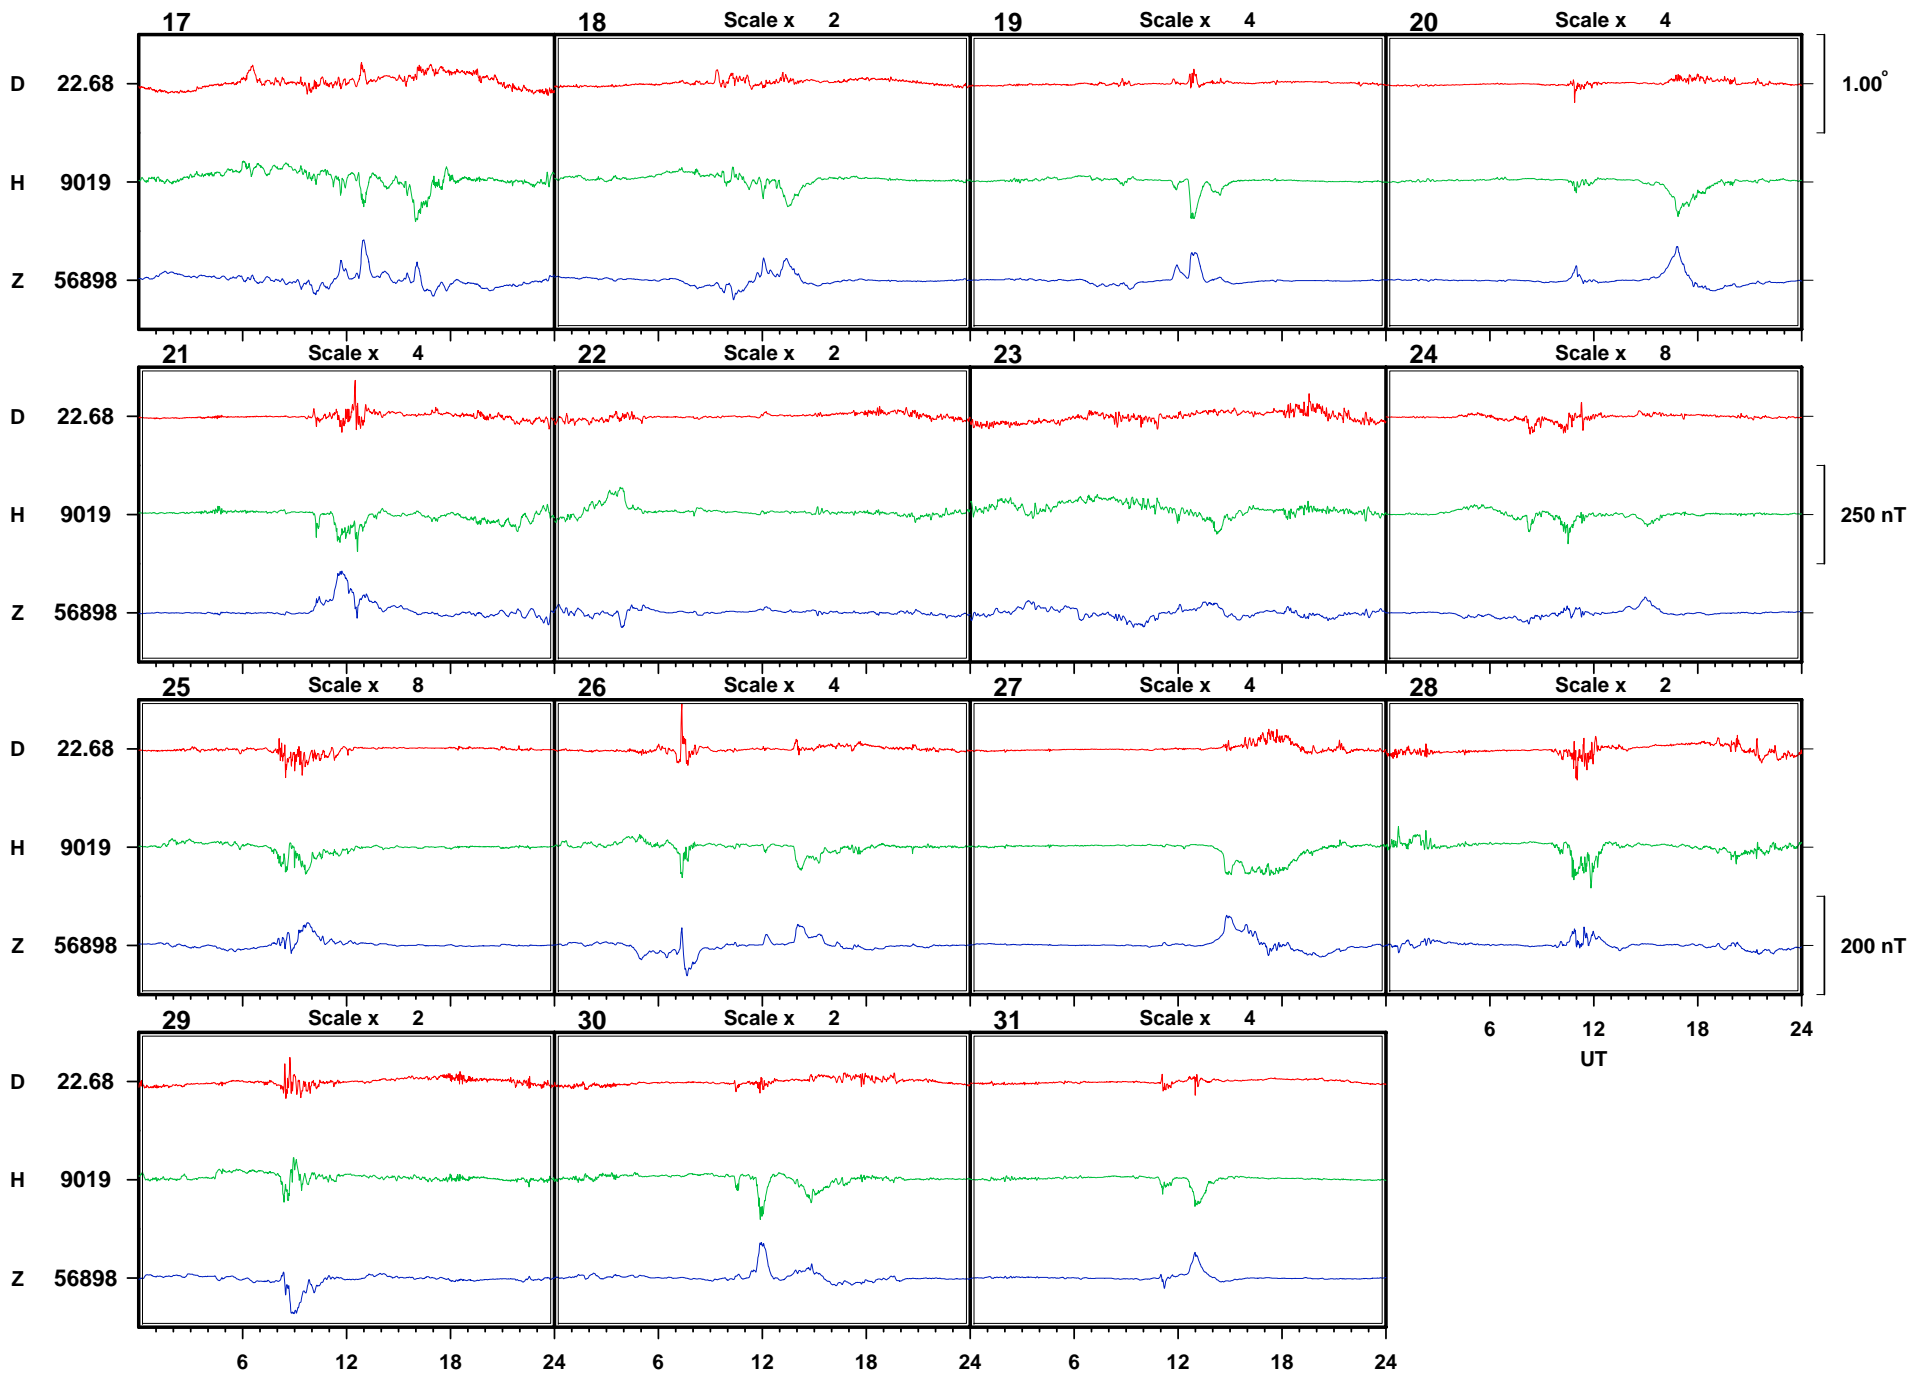 17 18 Scale x 2 19 Scale x 4 20 Scale x 4
D 22.68 1.00°
H 9019
Z 56898
21 Scale x 4 22 Scale x 2 23 24 Scale x 8
D 22.68
H 9019 250 nT
Z 56898
25 Scale x 8 26 Scale x 4 27 Scale x 4 28 Scale x 2
D 22.68
H 9019
Z 56898 200 nT
29 Scale x 2 30 Scale x 2 31 Scale x 4 6 12 18 24
UT
D 22.68
H 9019
Z 56898
6 12 18 24 6 12 18 24 6 12 18 24